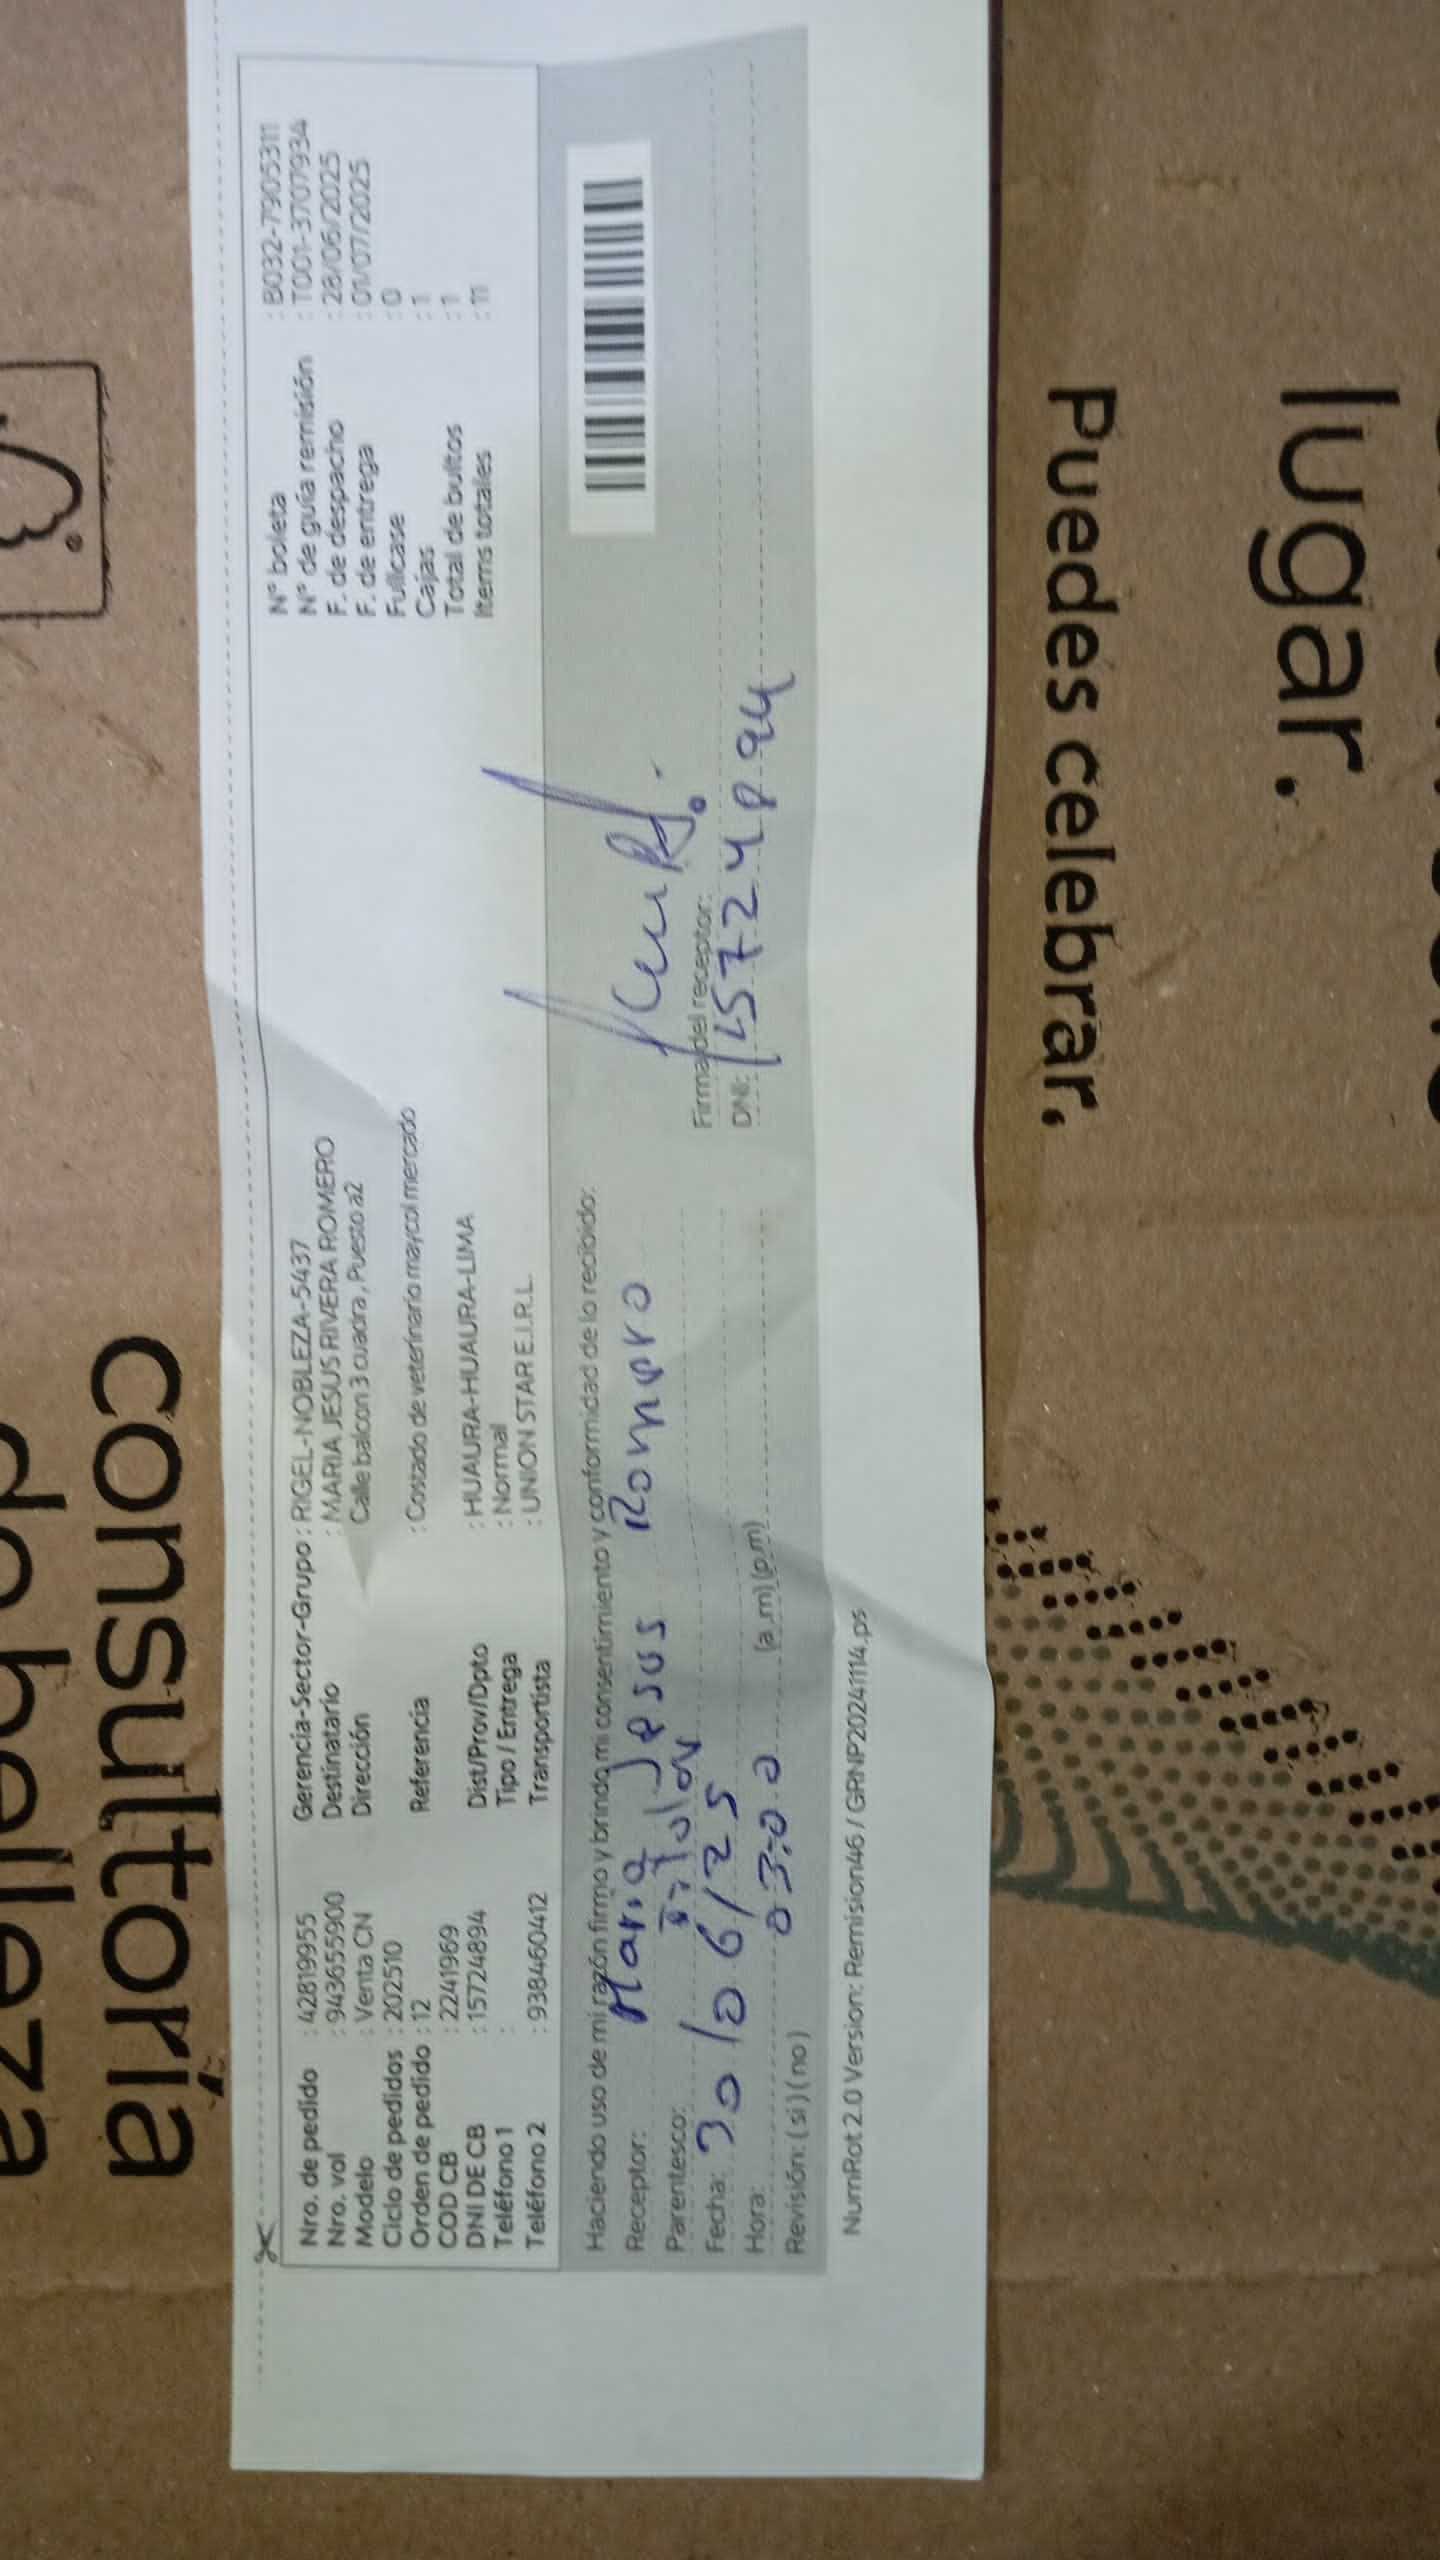 Nro. de pedido : 42819955
Nro. vol : 943655900
Modelo : Venta CN
Ciclo de pedidos : 202510
Orden de pedido : 12
COD CB : 2241969
DNI DE CB : 15724894
Teléfono 1 :
Teléfono 2 : 938460412
Gerencia-Sector-Grupo : RIGEL-NOBLEZA-5437
Destinatario : MARIA JESUS RIVERA ROMERO
Dirección Calle balcon 3 cuadra , Puesto a2
Referencia : Costado de veterinario maycol mercado
Dist/Prov/Dpto : HUAURA-HUAURA-LIMA
Tipo / Entrega : Normal
Transportista : UNION STAR E.I.R.L.
N° boleta : B032-7905311
N° de guía remisión : T001-3707934
F. de despacho : 28/06/2025
F. de entrega : 01/07/2025
Fullcase : 0
Cajas : 1
Total de bultos : 1
Items totales : 11
Haciendo uso de mi razón firmo y brindo mi consentimiento y conformidad de lo recibido:
Receptor: Maria Jesus Romero
Parentesco: titular
Fecha: 30/06/25
Hora: 03:00 (a.m) (p.m)
Revisión: ( si ) ( no )
Firma del receptor:
DNI: 15724894
NumRot 2.0 Version: Remision46 / GRNP20241114.ps
consultoría
de belleza
Puedes celebrar,
lugar.